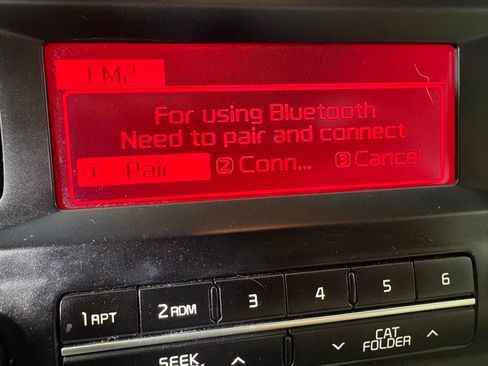 FM2
For using Bluetooth
Need to pair and connect
1 Pair 2 Conn... 3 Cancel
1 RPT 2 RDM 3 4 5 6
SEEK CAT
FOLDER